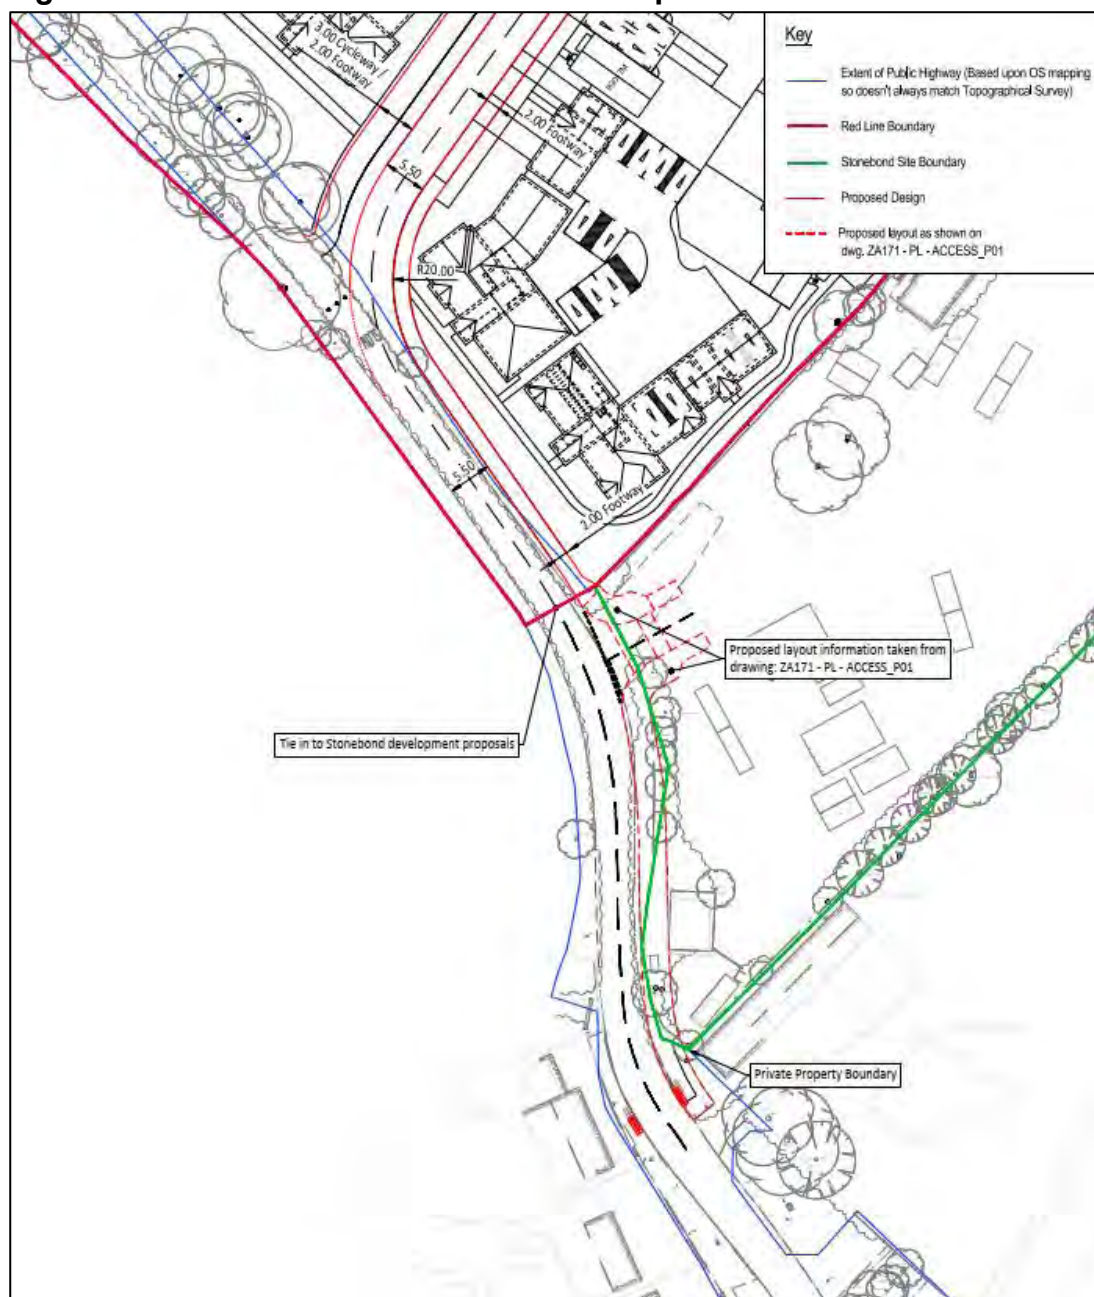 Key
Extent of Public Highway (Based upon OS mapping
so doesn't always match Topographical Survey)
Red Line Boundary
Stonebond Site Boundary
Proposed Design
Proposed layout as shown on
dwg. ZA171 - PL - ACCESS_P01
3.00 Cycleway /
2.00 Footway
2.00 Footway
5.50
R20.00
5.50
2.00 Footway
Proposed layout information taken from
drawing: ZA171 - PL - ACCESS_P01
Tie in to Stonebond development proposals
Private Property Boundary